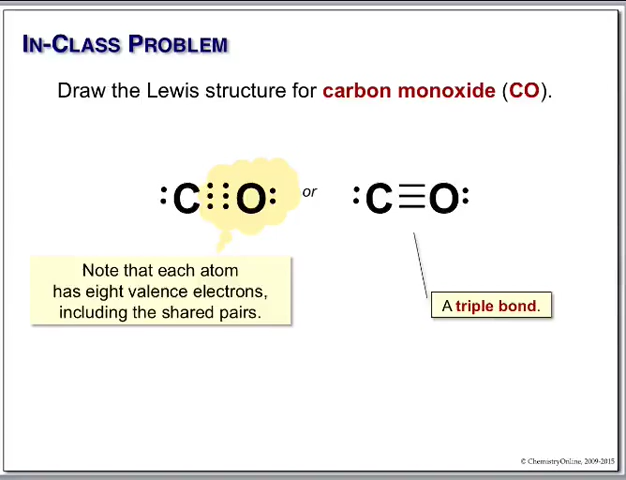 IN-CLASS PROBLEM
Draw the Lewis structure for carbon monoxide (CO).
:C⋮⋮O: or :C≡O:
Note that each atom
has eight valence electrons,
including the shared pairs.
A triple bond.
© ChemistryOnline, 2009-2015